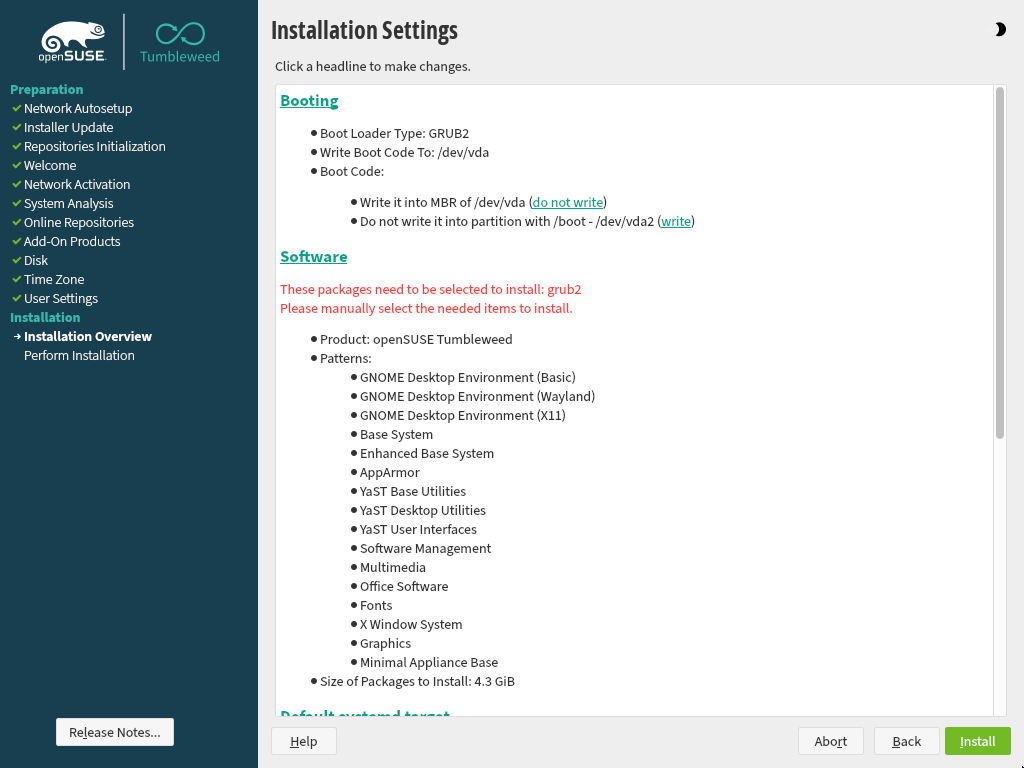 openSUSE
Tumbleweed
Preparation
Network Autosetup
Installer Update
Repositories Initialization
Welcome
Network Activation
System Analysis
Online Repositories
Add-On Products
Disk
Time Zone
User Settings
Installation
Installation Overview
Perform Installation
Release Notes...
Installation Settings
Click a headline to make changes.
Booting
Boot Loader Type: GRUB2
Write Boot Code To: /dev/vda
Boot Code:
Write it into MBR of /dev/vda (do not write)
Do not write it into partition with /boot - /dev/vda2 (write)
Software
These packages need to be selected to install: grub2
Please manually select the needed items to install.
Product: openSUSE Tumbleweed
Patterns:
GNOME Desktop Environment (Basic)
GNOME Desktop Environment (Wayland)
GNOME Desktop Environment (X11)
Base System
Enhanced Base System
AppArmor
YaST Base Utilities
YaST Desktop Utilities
YaST User Interfaces
Software Management
Multimedia
Office Software
Fonts
X Window System
Graphics
Minimal Appliance Base
Size of Packages to Install: 4.3 GiB
Default systemd target
Help
Abort
Back
Install